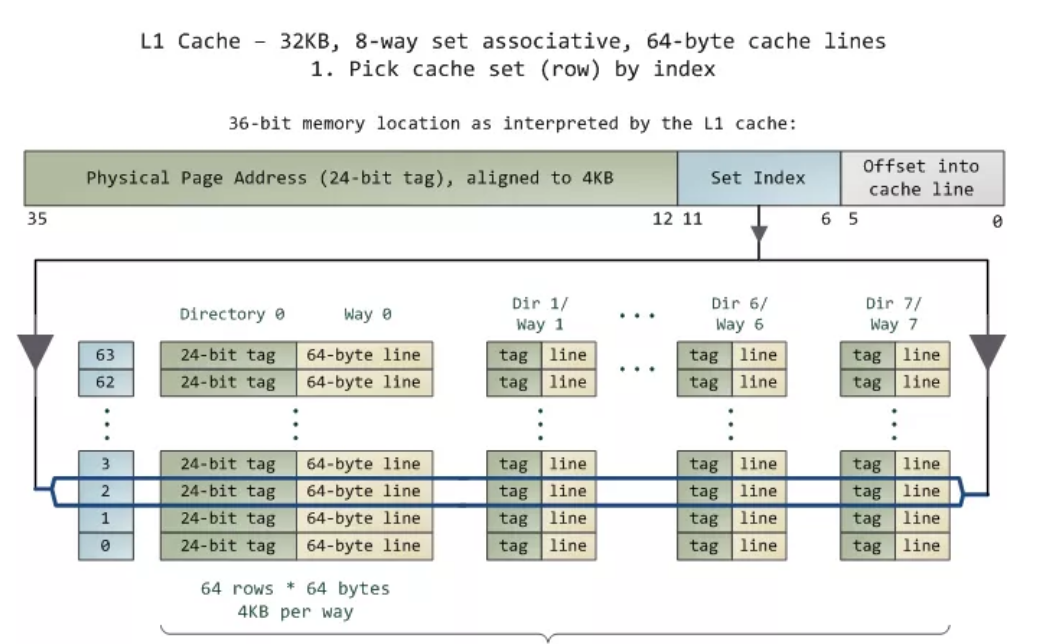 L1 Cache – 32KB, 8-way set associative, 64-byte cache lines
1. Pick cache set (row) by index
36-bit memory location as interpreted by the L1 cache:
Physical Page Address (24-bit tag), aligned to 4KB
Set Index
Offset into
cache line
35
12
11
6
5
0
Directory 0
Way 0
Dir 1/
Way 1
...
Dir 6/
Way 6
Dir 7/
Way 7
63 24-bit tag 64-byte line tag line ... tag line tag line
62 24-bit tag 64-byte line tag line tag line tag line
3 24-bit tag 64-byte line tag line tag line tag line
2 24-bit tag 64-byte line tag line tag line tag line
1 24-bit tag 64-byte line tag line tag line tag line
0 24-bit tag 64-byte line tag line tag line tag line
64 rows * 64 bytes
4KB per way